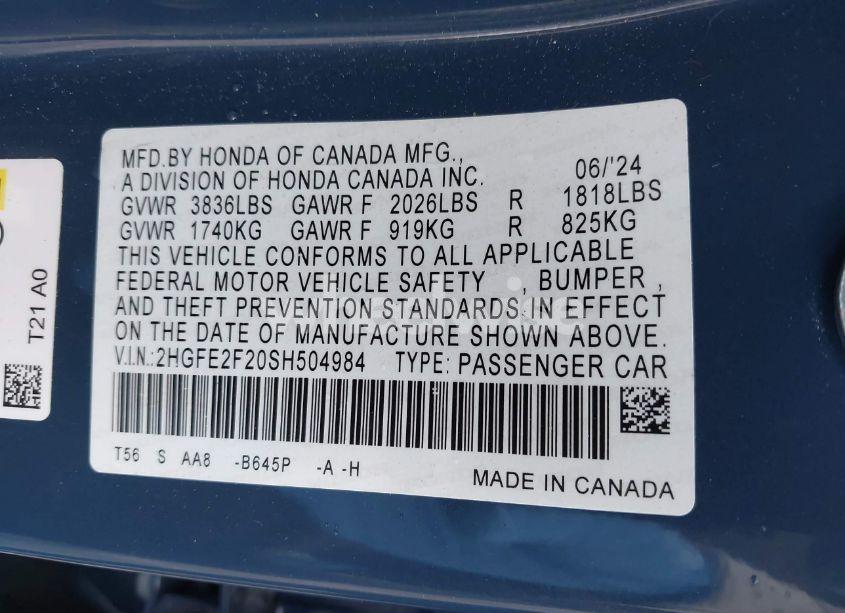 MFD.BY HONDA OF CANADA MFG.,
A DIVISION OF HONDA CANADA INC. 06/'24
GVWR 3836LBS GAWR F 2026LBS R 1818LBS
GVWR 1740KG GAWR F 919KG R 825KG
THIS VEHICLE CONFORMS TO ALL APPLICABLE
FEDERAL MOTOR VEHICLE SAFETY , BUMPER ,
AND THEFT PREVENTION STANDARDS IN EFFECT
ON THE DATE OF MANUFACTURE SHOWN ABOVE.
V.I.N.:2HGFE2F20SH504984 TYPE: PASSENGER CAR
T56 S AA8 -B645P -A -H
MADE IN CANADA
T21 A0